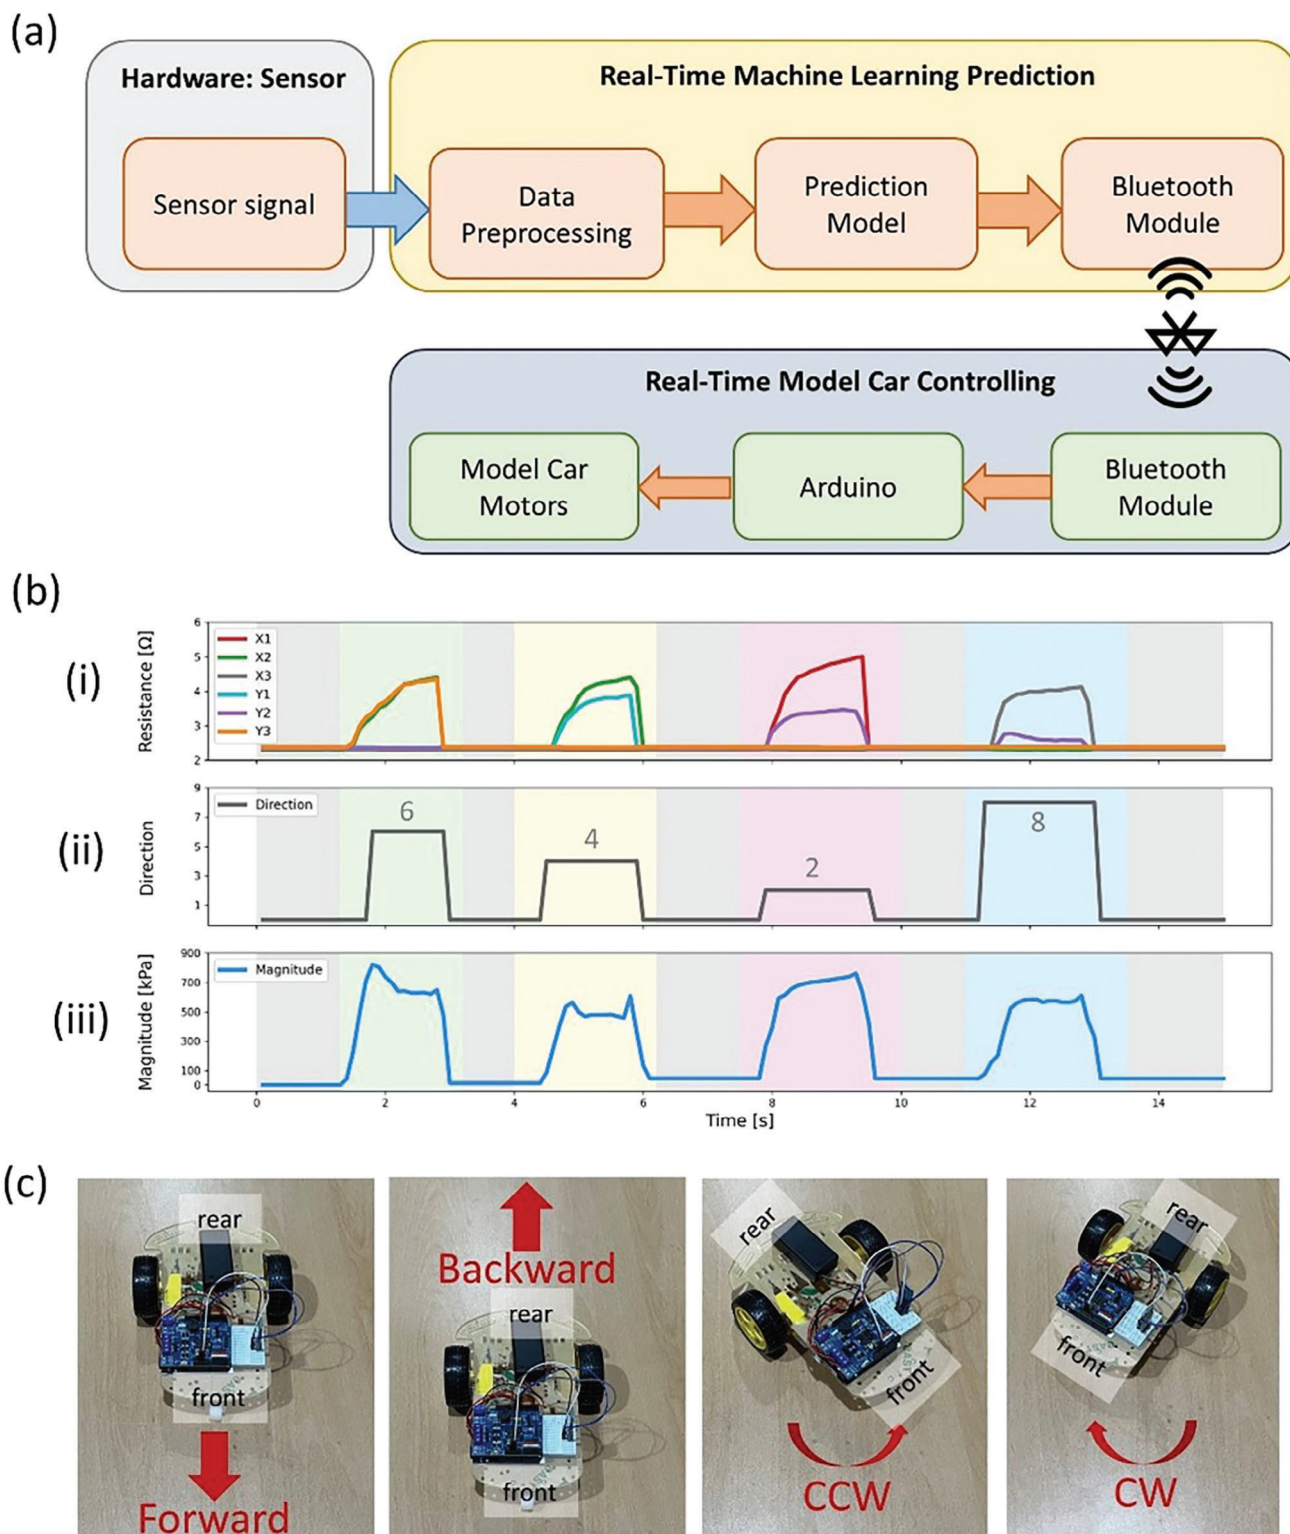 (a)
Hardware: Sensor
Real-Time Machine Learning Prediction
Sensor signal
Data
Preprocessing
Prediction
Model
Bluetooth
Module
Real-Time Model Car Controlling
Model Car
Motors
Arduino
Bluetooth
Module
(b)
(i)
Resistance [Ω]
6
5
4
3
2
X1
X2
X3
Y1
Y2
Y3
(ii)
Direction
9
7
5
3
1
Direction
6
4
2
8
(iii)
Magnitude [kPa]
900
700
500
300
100
0
Magnitude
0
2
4
6
8
10
12
14
Time [s]
(c)
rear
front
Forward
Backward
rear
front
rear
front
CCW
rear
front
CW